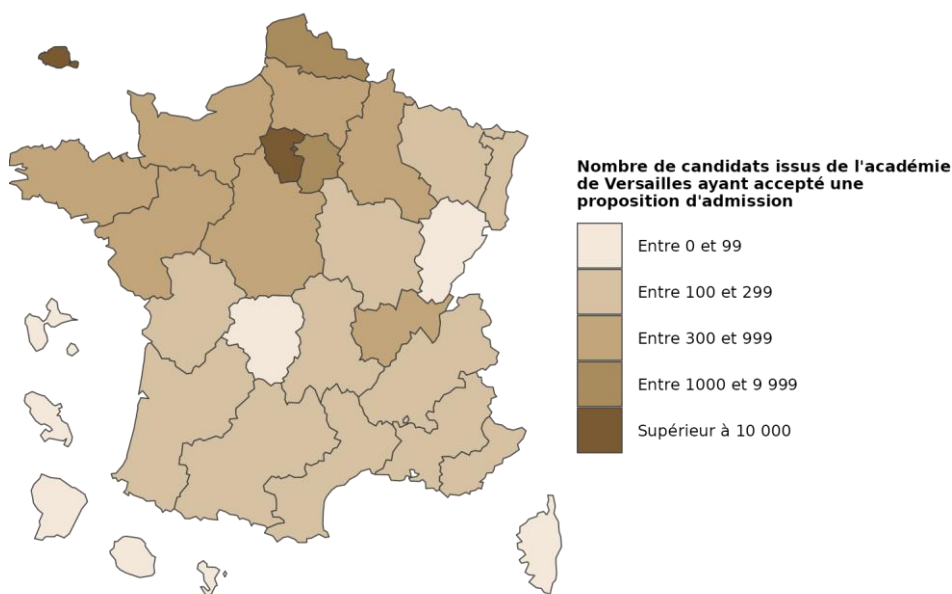 Nombre de candidats issus de l'académie
de Versailles ayant accepté une
proposition d'admission
Entre 0 et 99
Entre 100 et 299
Entre 300 et 999
Entre 1000 et 9 999
Supérieur à 10 000